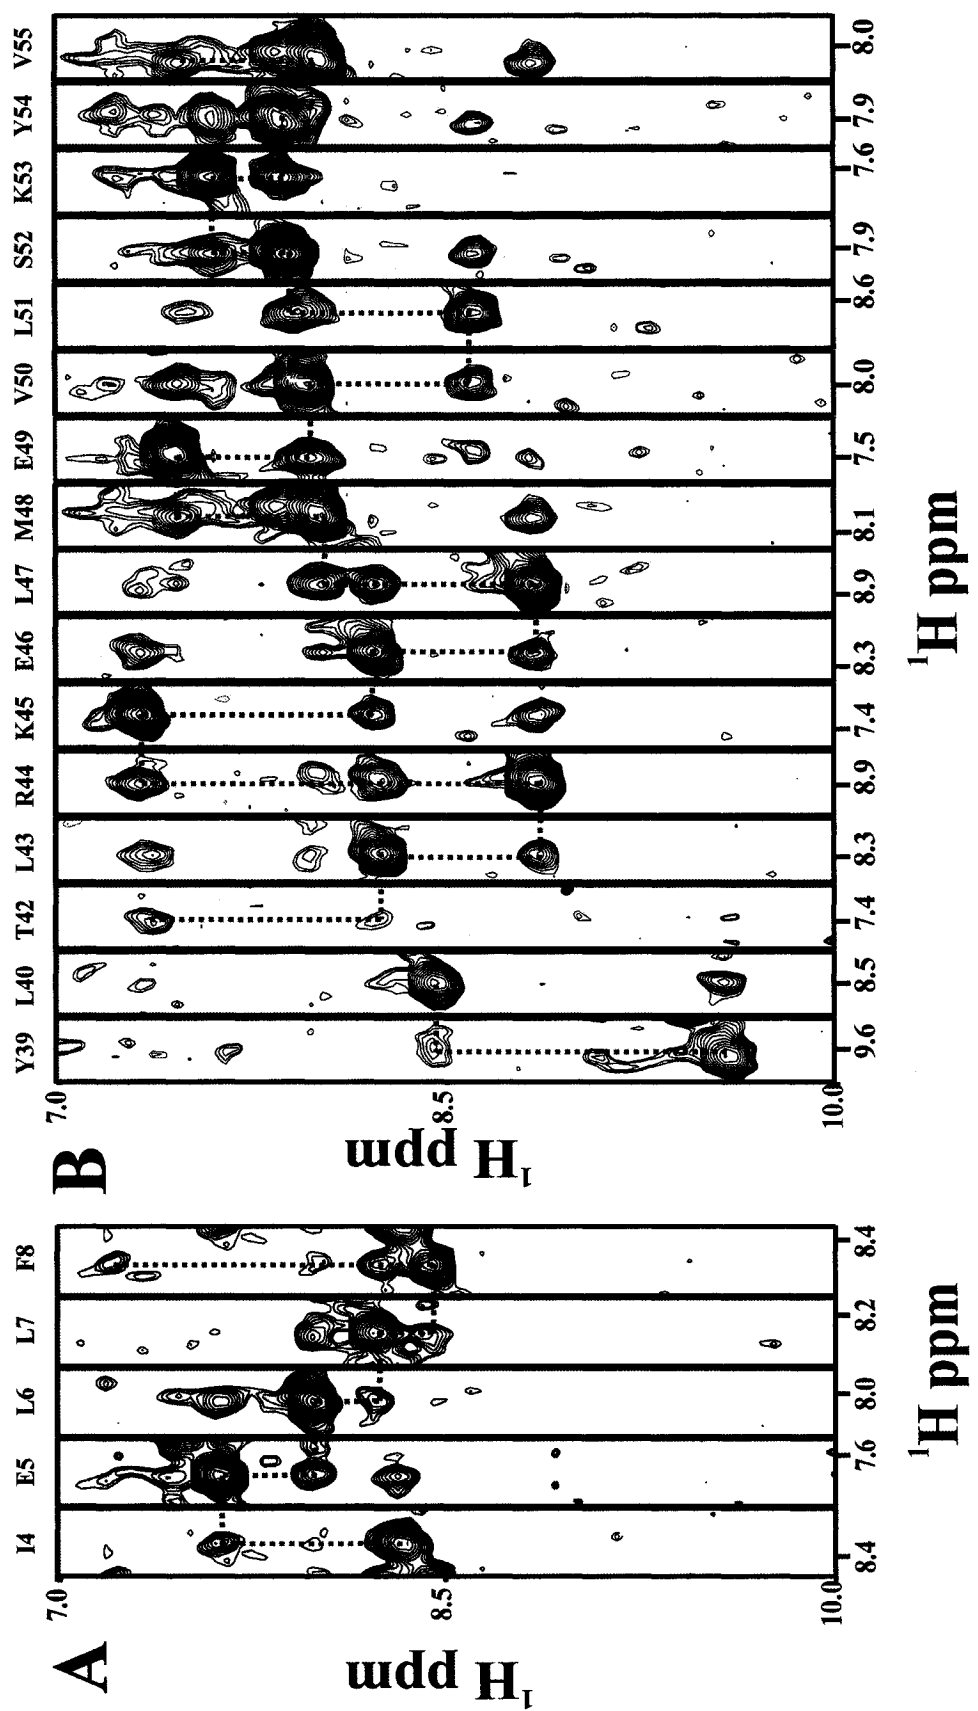 A
I4 E5 L6 L7 F8
7.0
8.5
10.0
¹H ppm
8.4 7.6 8.0 8.2 8.4
¹H ppm
B
Y39 L40 T42 L43 R44 K45 E46 L47 M48 E49 V50 L51 S52 K53 Y54 V55
7.0
8.5
10.0
¹H ppm
9.6 8.5 7.4 8.3 8.9 7.4 8.3 8.9 8.1 7.5 8.0 8.6 7.9 7.6 7.9 8.0
¹H ppm